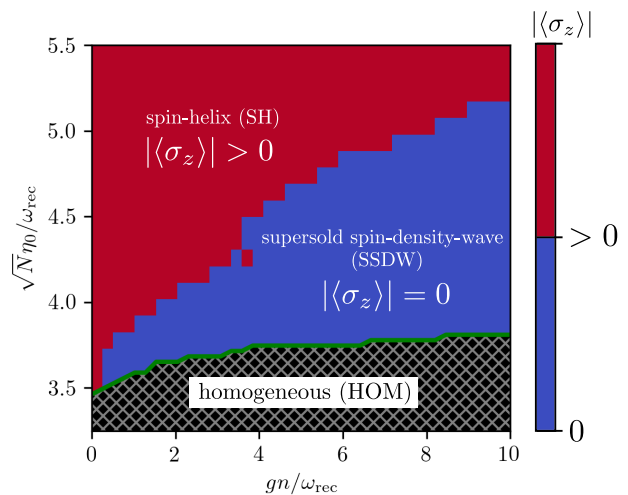 |⟨σ_z⟩|
5.5
5.0
4.5
4.0
3.5
√N η₀/ω_rec
spin-helix (SH)
|⟨σ_z⟩| > 0
supersold spin-density-wave
(SSDW)
|⟨σ_z⟩| = 0
homogeneous (HOM)
> 0
0
0 2 4 6 8 10
gn/ω_rec